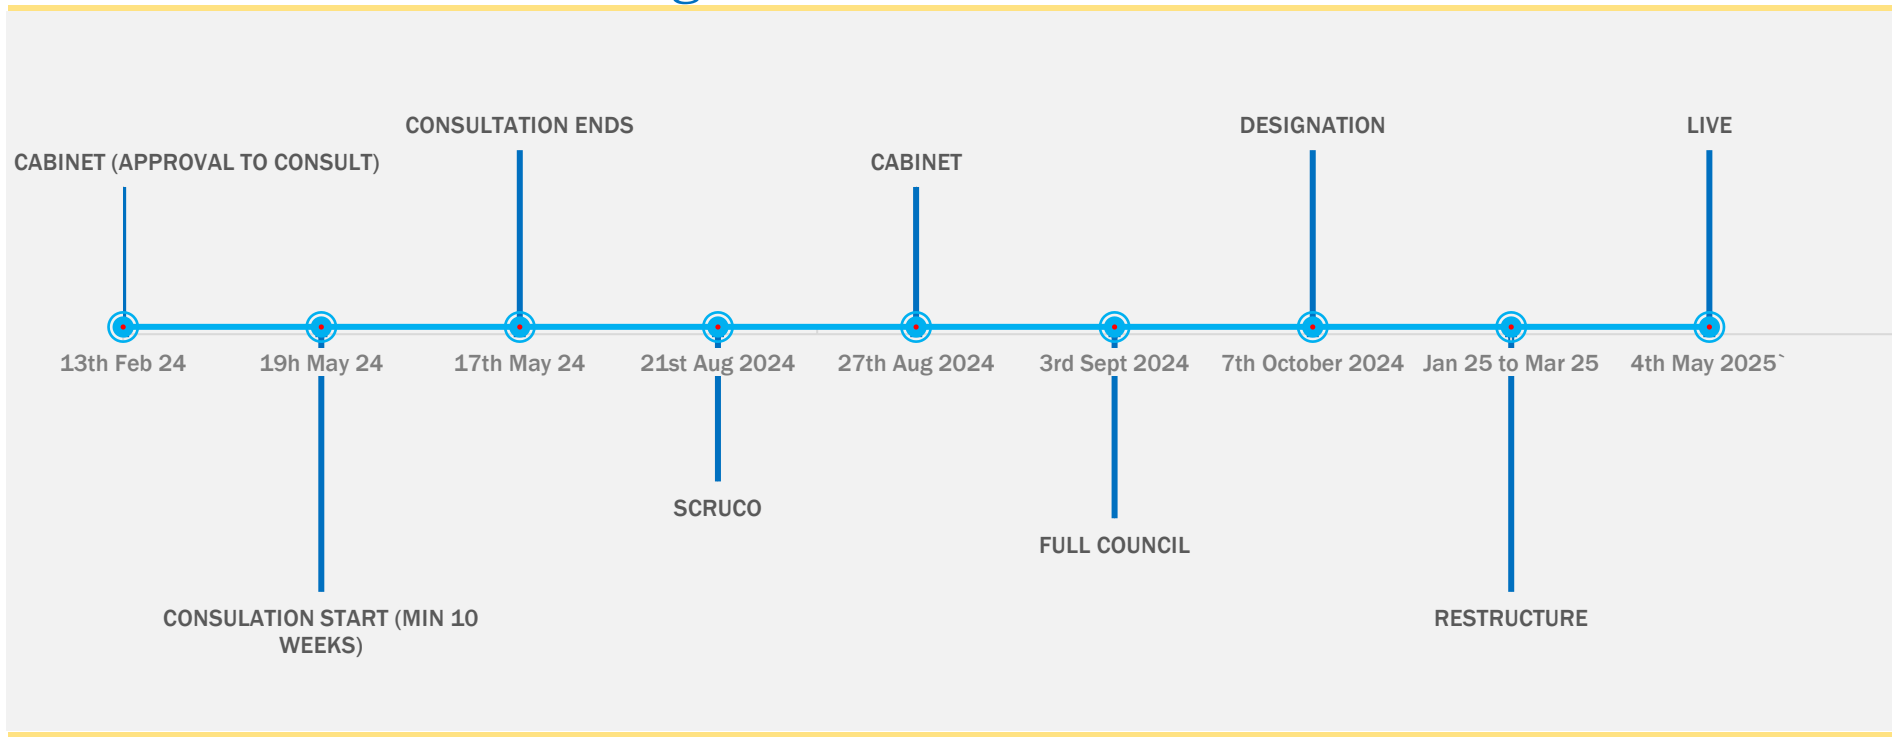 CONSULTATION ENDS
DESIGNATION
LIVE
CABINET (APPROVAL TO CONSULT)
CABINET
13th Feb 24
19h May 24
17th May 24
21st Aug 2024
27th Aug 2024
3rd Sept 2024
7th October 2024
Jan 25 to Mar 25
4th May 2025`
SCRUCO
FULL COUNCIL
CONSULATION START (MIN 10
WEEKS)
RESTRUCTURE